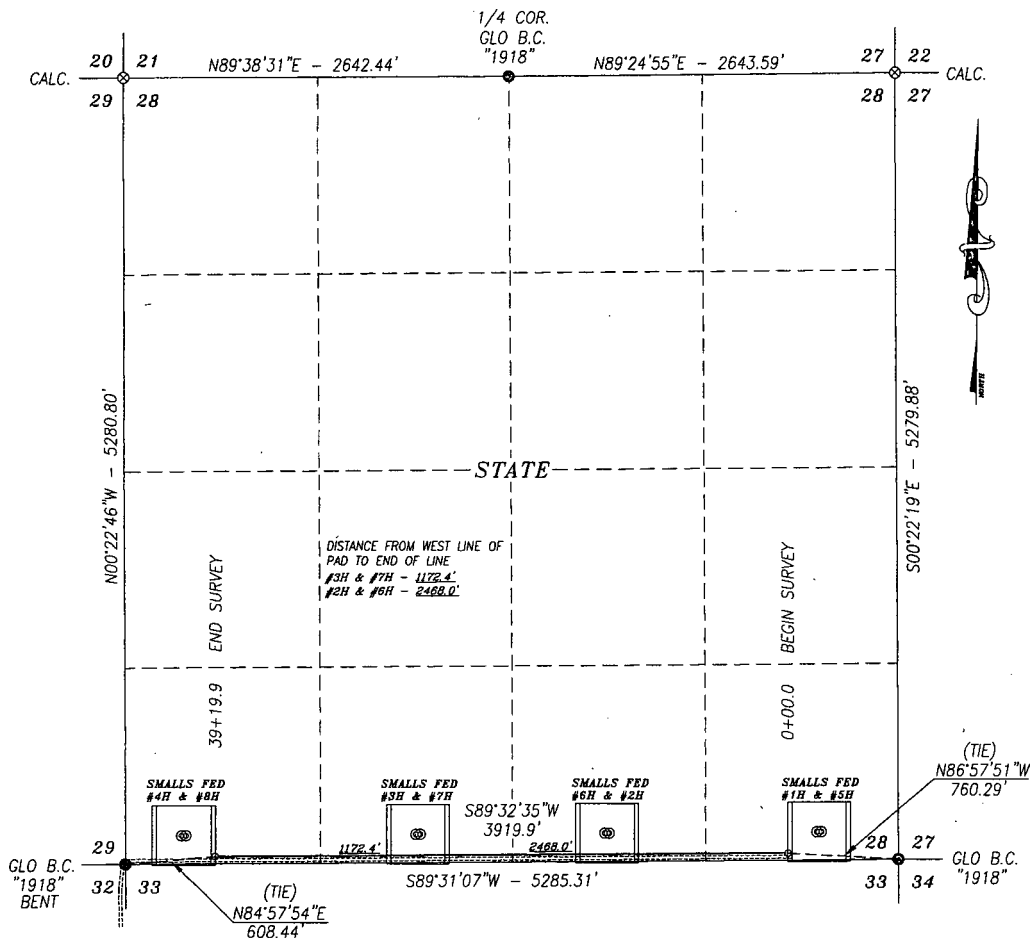 1/4 COR.
GLO B.C.
"1918"
20 21
N89°38'31"E - 2642.44'
N89°24'55"E - 2643.59'
27 22
CALC.
CALC.
29 28
28 27
NORTH
N00°22'46"W - 5280.80'
STATE
S00°22'19"E - 5279.88'
DISTANCE FROM WEST LINE OF
PAD TO END OF LINE
#3H & #7H - 1172.4'
#2H & #6H - 2468.0'
39+19.9 END SURVEY
0+00.0 BEGIN SURVEY
(TIE)
N86°57'51"W
760.29'
SMALLS FED
#4H & #8H
SMALLS FED
#3H & #7H
SMALLS FED
#6H & #2H
SMALLS FED
#1H & #5H
S89°32'35"W
3919.9'
1172.4'
2468.0'
29
28 27
GLO B.C.
"1918"
BENT
32 33
S89°31'07"W - 5285.31'
33 34
GLO B.C.
"1918"
(TIE)
N84°57'54"E
608.44'